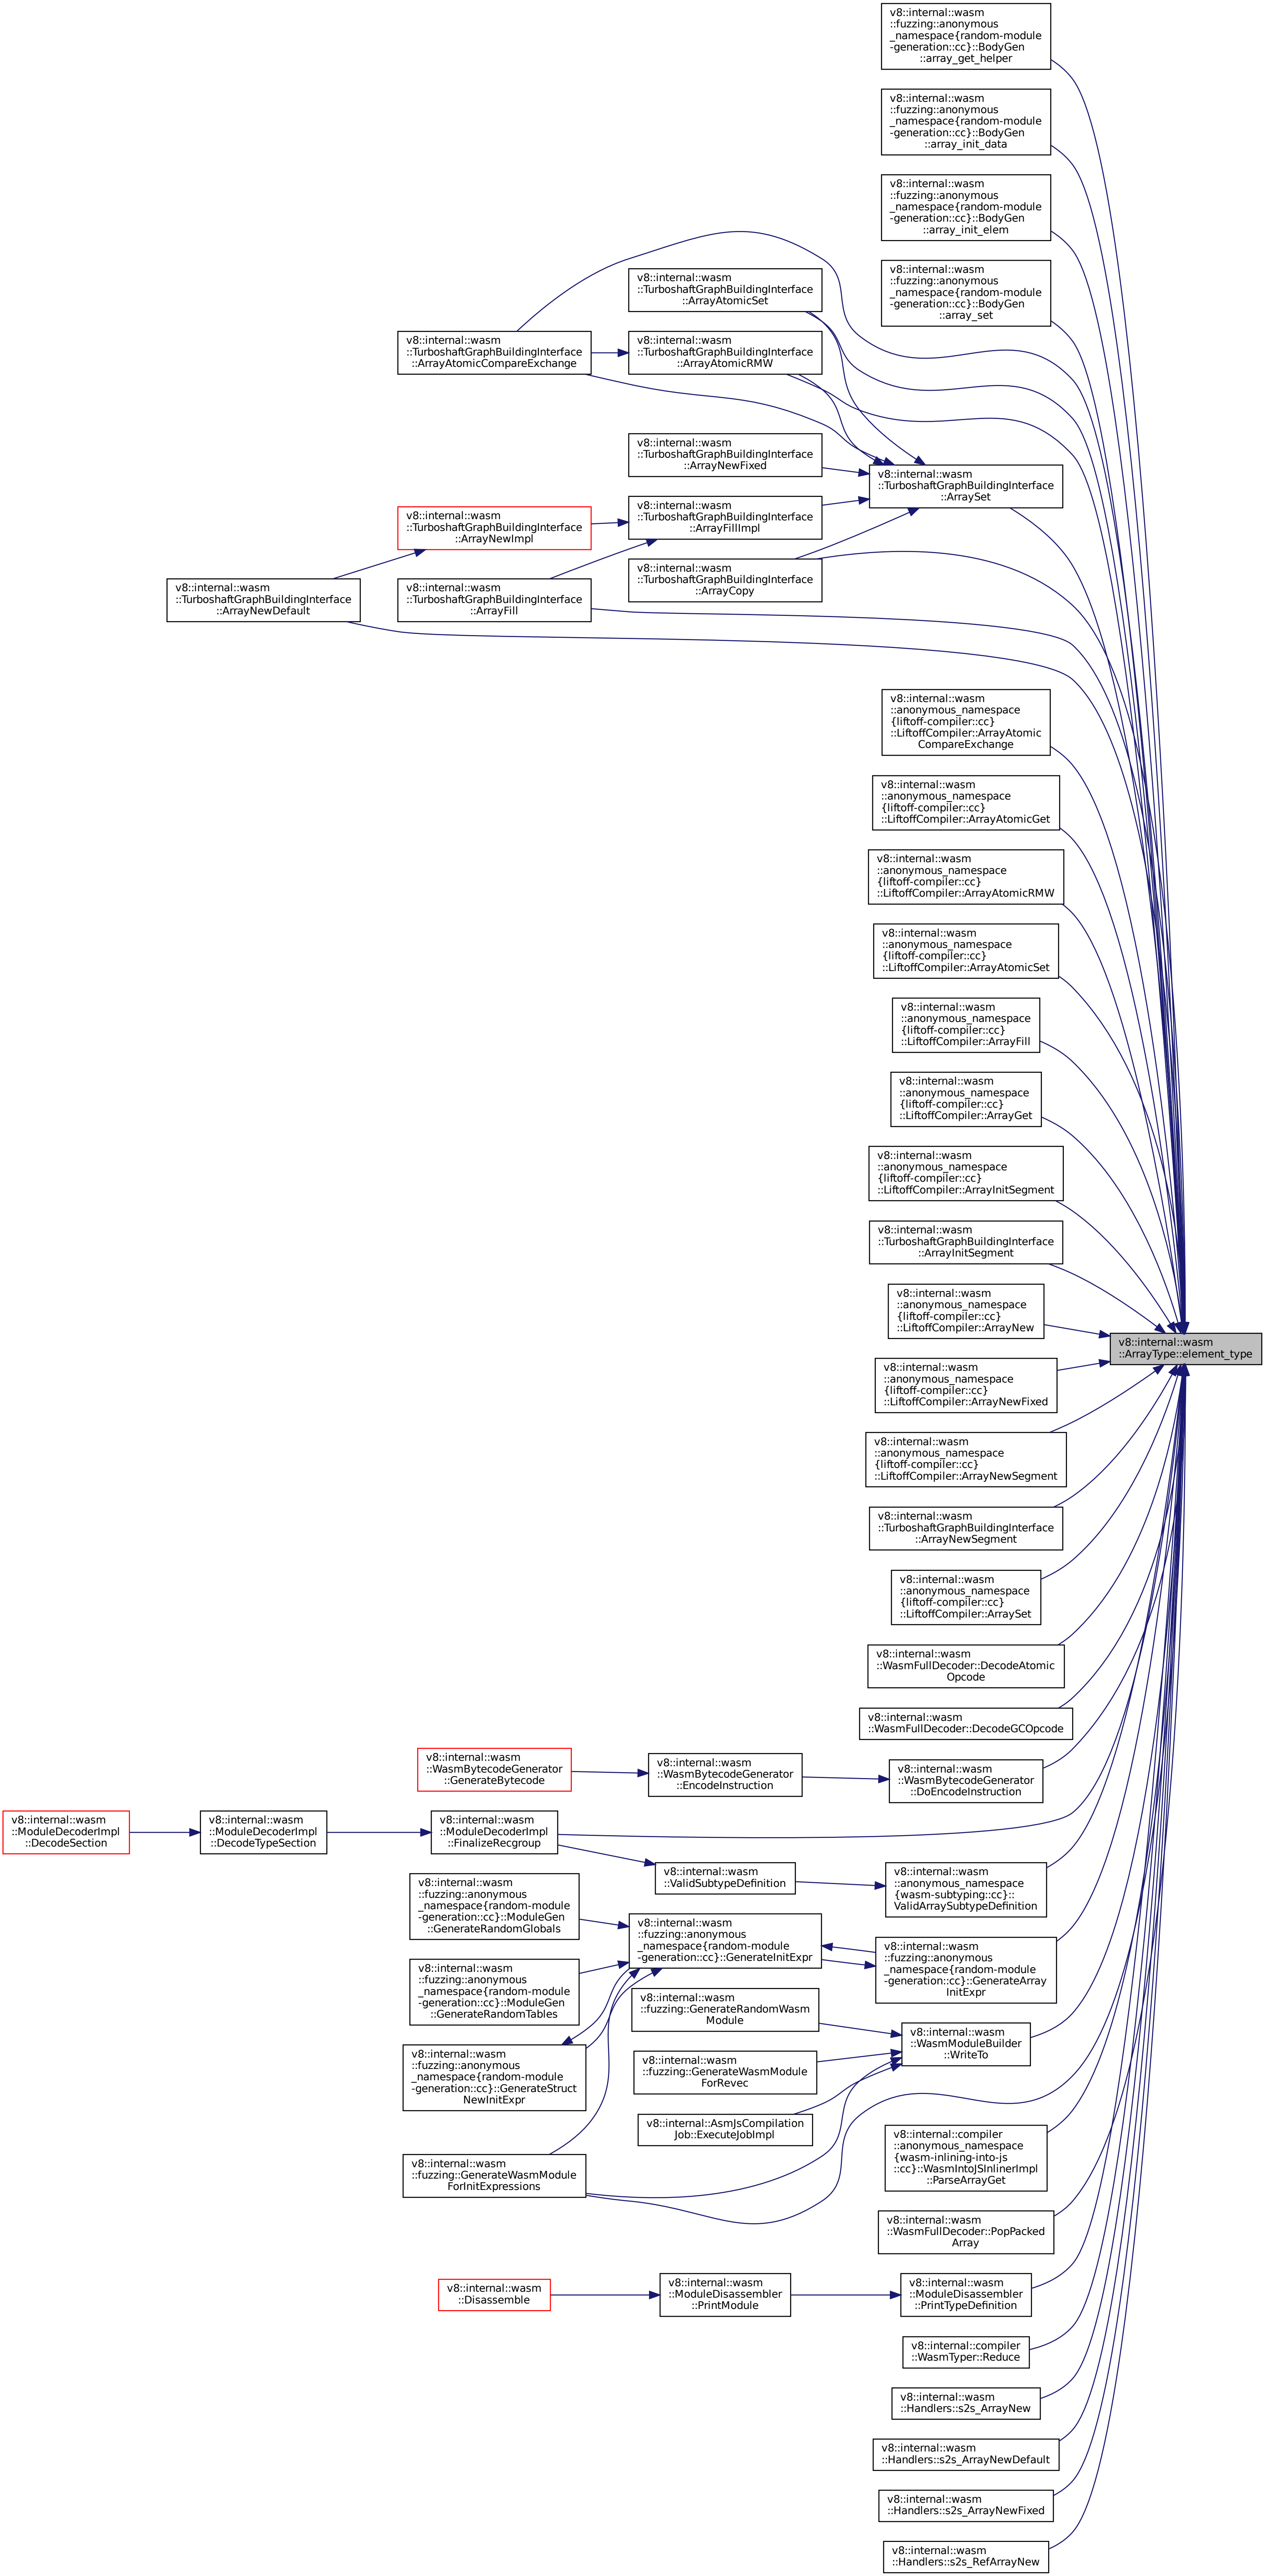 v8::internal::wasm
::fuzzing::anonymous
_namespace{random-module
-generation::cc}::BodyGen
::array_get_helper
v8::internal::wasm
::fuzzing::anonymous
_namespace{random-module
-generation::cc}::BodyGen
::array_init_data
v8::internal::wasm
::fuzzing::anonymous
_namespace{random-module
-generation::cc}::BodyGen
::array_init_elem
v8::internal::wasm
::fuzzing::anonymous
_namespace{random-module
-generation::cc}::BodyGen
::array_set
v8::internal::wasm
::TurboshaftGraphBuildingInterface
::ArrayAtomicSet
v8::internal::wasm
::TurboshaftGraphBuildingInterface
::ArrayAtomicCompareExchange
v8::internal::wasm
::TurboshaftGraphBuildingInterface
::ArrayAtomicRMW
v8::internal::wasm
::TurboshaftGraphBuildingInterface
::ArrayNewFixed
v8::internal::wasm
::TurboshaftGraphBuildingInterface
::ArraySet
v8::internal::wasm
::TurboshaftGraphBuildingInterface
::ArrayNewImpl
v8::internal::wasm
::TurboshaftGraphBuildingInterface
::ArrayFillImpl
v8::internal::wasm
::TurboshaftGraphBuildingInterface
::ArrayCopy
v8::internal::wasm
::TurboshaftGraphBuildingInterface
::ArrayNewDefault
v8::internal::wasm
::TurboshaftGraphBuildingInterface
::ArrayFill
v8::internal::wasm
::anonymous_namespace
{liftoff-compiler::cc}
::LiftoffCompiler::ArrayAtomic
CompareExchange
v8::internal::wasm
::anonymous_namespace
{liftoff-compiler::cc}
::LiftoffCompiler::ArrayAtomicGet
v8::internal::wasm
::anonymous_namespace
{liftoff-compiler::cc}
::LiftoffCompiler::ArrayAtomicRMW
v8::internal::wasm
::anonymous_namespace
{liftoff-compiler::cc}
::LiftoffCompiler::ArrayAtomicSet
v8::internal::wasm
::anonymous_namespace
{liftoff-compiler::cc}
::LiftoffCompiler::ArrayFill
v8::internal::wasm
::anonymous_namespace
{liftoff-compiler::cc}
::LiftoffCompiler::ArrayGet
v8::internal::wasm
::anonymous_namespace
{liftoff-compiler::cc}
::LiftoffCompiler::ArrayInitSegment
v8::internal::wasm
::TurboshaftGraphBuildingInterface
::ArrayInitSegment
v8::internal::wasm
::anonymous_namespace
{liftoff-compiler::cc}
::LiftoffCompiler::ArrayNew
v8::internal::wasm
::ArrayType::element_type
v8::internal::wasm
::anonymous_namespace
{liftoff-compiler::cc}
::LiftoffCompiler::ArrayNewFixed
v8::internal::wasm
::anonymous_namespace
{liftoff-compiler::cc}
::LiftoffCompiler::ArrayNewSegment
v8::internal::wasm
::TurboshaftGraphBuildingInterface
::ArrayNewSegment
v8::internal::wasm
::anonymous_namespace
{liftoff-compiler::cc}
::LiftoffCompiler::ArraySet
v8::internal::wasm
::WasmFullDecoder::DecodeAtomic
Opcode
v8::internal::wasm
::WasmFullDecoder::DecodeGCOpcode
v8::internal::wasm
::WasmBytecodeGenerator
::GenerateBytecode
v8::internal::wasm
::WasmBytecodeGenerator
::EncodeInstruction
v8::internal::wasm
::WasmBytecodeGenerator
::DoEncodeInstruction
v8::internal::wasm
::ModuleDecoderImpl
::DecodeSection
v8::internal::wasm
::ModuleDecoderImpl
::DecodeTypeSection
v8::internal::wasm
::ModuleDecoderImpl
::FinalizeRecgroup
v8::internal::wasm
::ValidSubtypeDefinition
v8::internal::wasm
::anonymous_namespace
{wasm-subtyping::cc}::
ValidArraySubtypeDefinition
v8::internal::wasm
::fuzzing::anonymous
_namespace{random-module
-generation::cc}::ModuleGen
::GenerateRandomGlobals
v8::internal::wasm
::fuzzing::anonymous
_namespace{random-module
-generation::cc}::GenerateInitExpr
v8::internal::wasm
::fuzzing::anonymous
_namespace{random-module
-generation::cc}::GenerateArray
InitExpr
v8::internal::wasm
::fuzzing::anonymous
_namespace{random-module
-generation::cc}::ModuleGen
::GenerateRandomTables
v8::internal::wasm
::fuzzing::GenerateRandomWasm
Module
v8::internal::wasm
::WasmModuleBuilder
::WriteTo
v8::internal::wasm
::fuzzing::anonymous
_namespace{random-module
-generation::cc}::GenerateStruct
NewInitExpr
v8::internal::wasm
::fuzzing::GenerateWasmModule
ForRevec
v8::internal::AsmJsCompilation
Job::ExecuteJobImpl
v8::internal::compiler
::anonymous_namespace
{wasm-inlining-into-js
::cc}::WasmIntoJSInlinerImpl
::ParseArrayGet
v8::internal::wasm
::fuzzing::GenerateWasmModule
ForInitExpressions
v8::internal::wasm
::WasmFullDecoder::PopPacked
Array
v8::internal::wasm
::Disassemble
v8::internal::wasm
::ModuleDisassembler
::PrintModule
v8::internal::wasm
::ModuleDisassembler
::PrintTypeDefinition
v8::internal::compiler
::WasmTyper::Reduce
v8::internal::wasm
::Handlers::s2s_ArrayNew
v8::internal::wasm
::Handlers::s2s_ArrayNewDefault
v8::internal::wasm
::Handlers::s2s_ArrayNewFixed
v8::internal::wasm
::Handlers::s2s_RefArrayNew